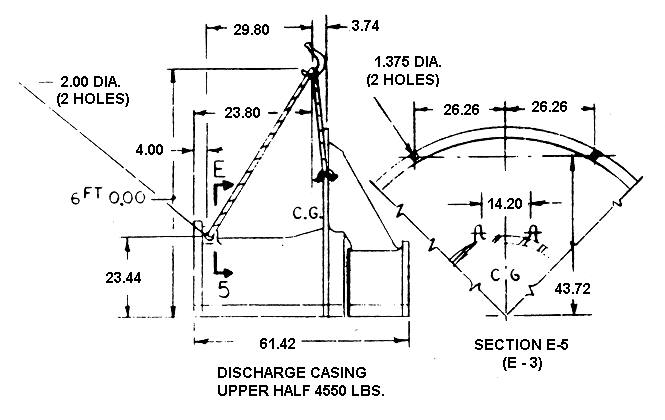 29.80
3.74
2.00 DIA.
(2 HOLES)
1.375 DIA.
(2 HOLES)
23.80
26.26
26.26
4.00
E
6 FT 0.00
C.G.
14.20
C G
23.44
5
43.72
61.42
SECTION E-5
(E - 3)
DISCHARGE CASING
UPPER HALF 4550 LBS.